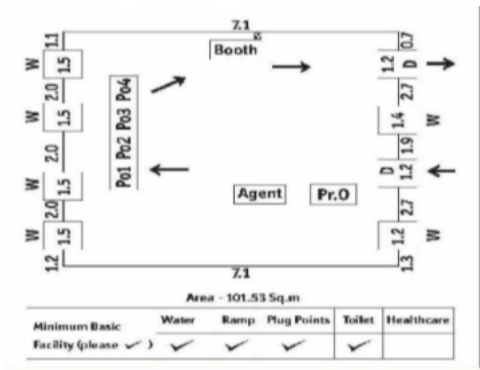 7.1
1.1
0.7
Booth
W
1.5
1.2
D
2.0
2.7
Po1 Po2 Po3 Po4
W
1.5
1.4
W
2.0
1.9
D
1.2
W
1.5
2.0
2.7
Agent
Pr.O
W
1.5
1.2
W
1.2
1.3
7.1
Area - 101.53 Sq.m
Minimum Basic
Facility (please ✓ )
Water
Ramp
Plug Points
Toilet
Healthcare
✓ ✓ ✓ ✓